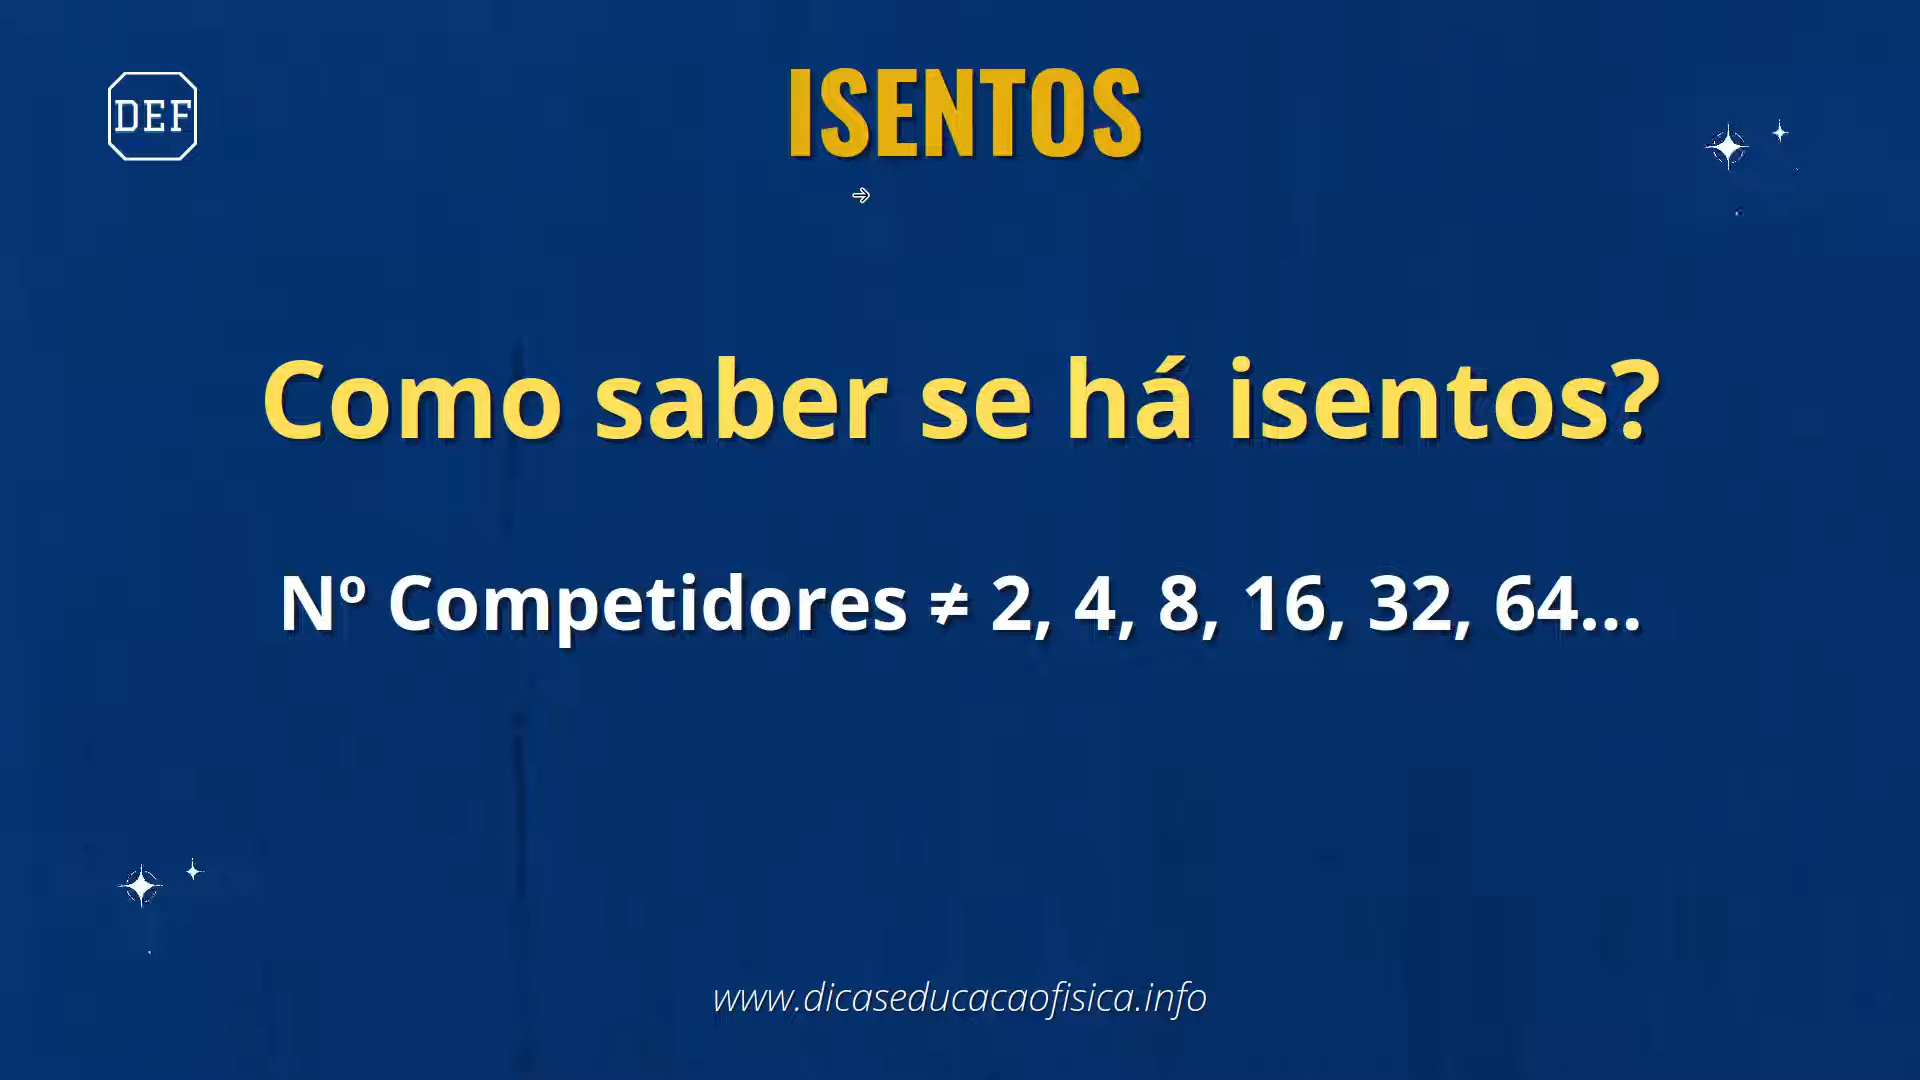 DEF
ISENTOS
Como saber se há isentos?
Nº Competidores ≠ 2, 4, 8, 16, 32, 64...
www.dicaseducacaofisica.info